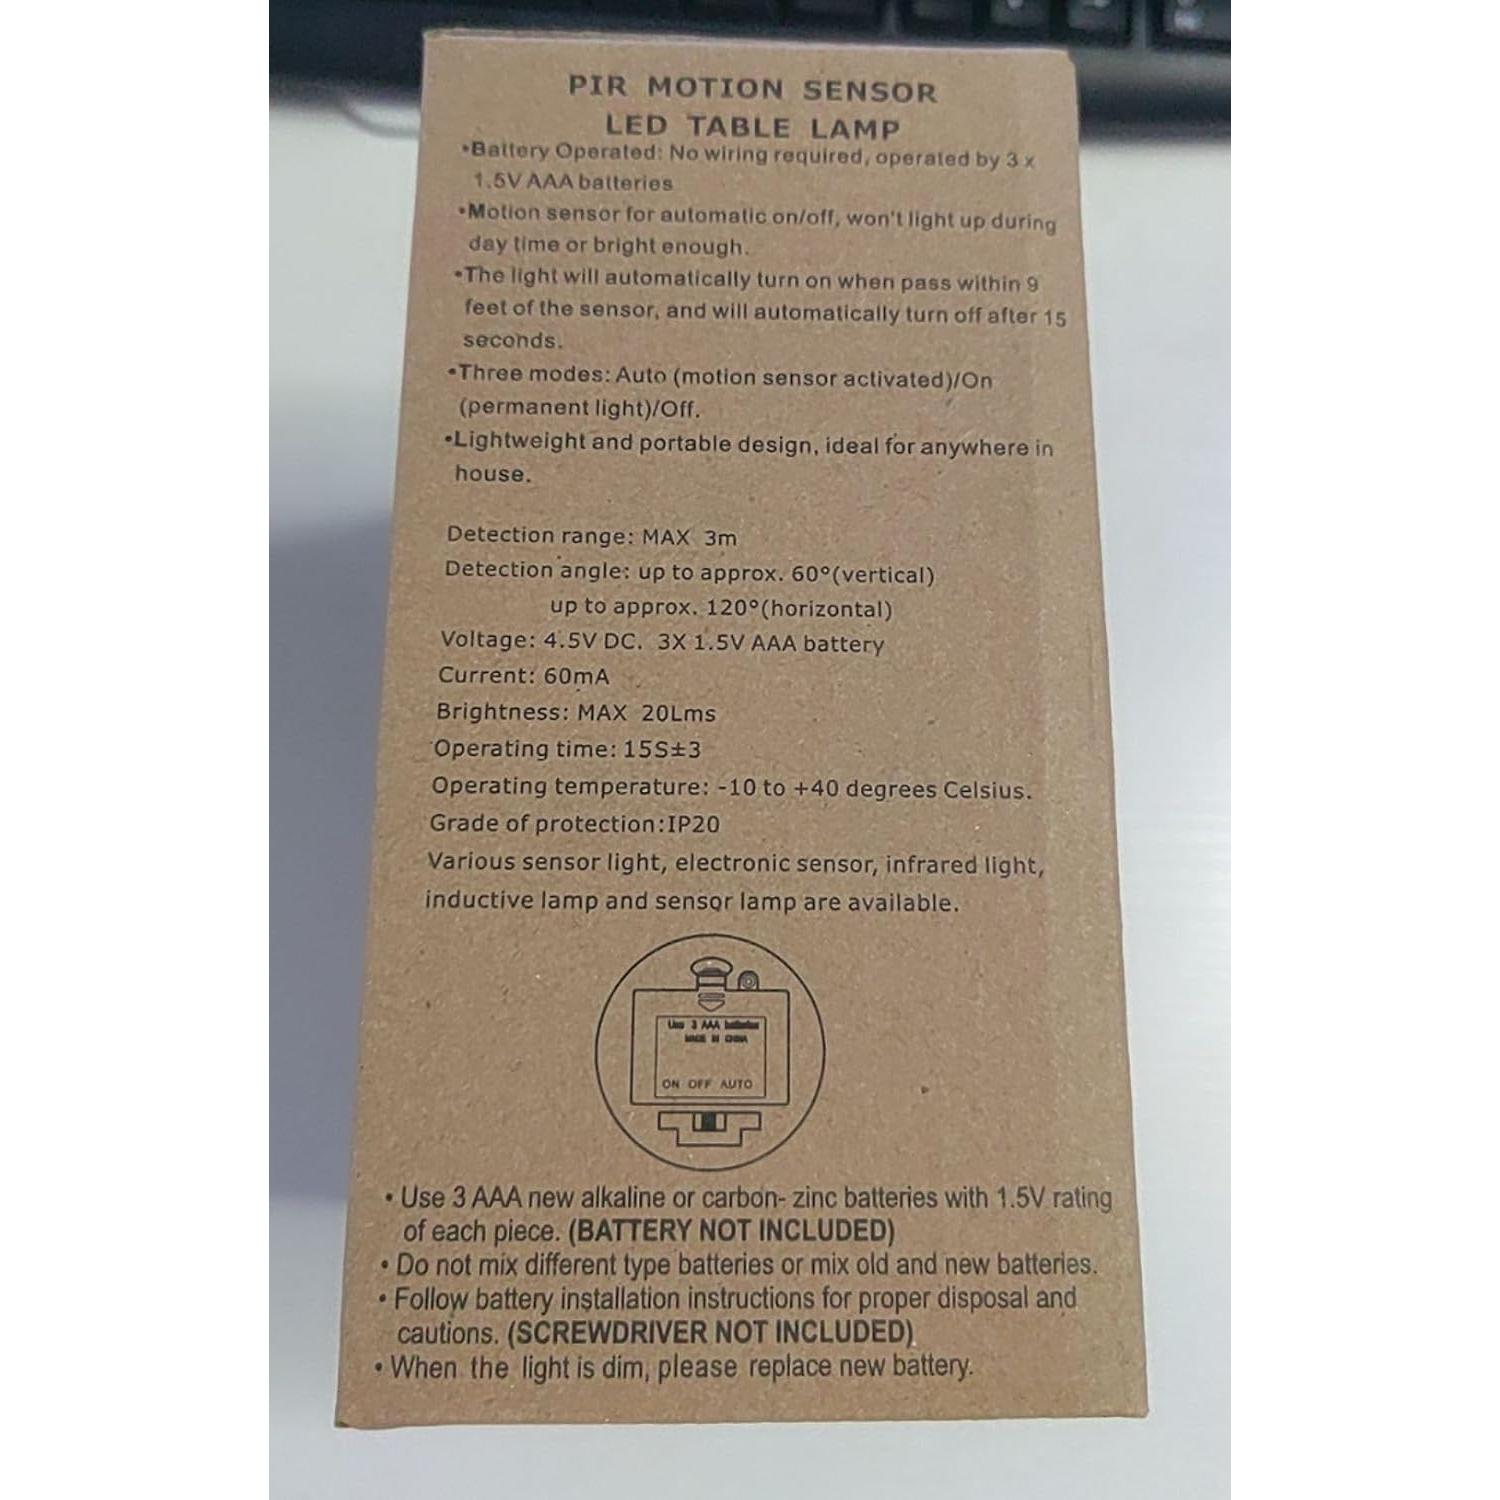 PIR MOTION SENSOR
LED TABLE LAMP
•Battery Operated: No wiring required, operated by 3 x
1.5V AAA batteries
•Motion sensor for automatic on/off, won't light up during
day time or bright enough.
•The light will automatically turn on when pass within 9
feet of the sensor, and will automatically turn off after 15
seconds.
•Three modes: Auto (motion sensor activated)/On
(permanent light)/Off.
•Lightweight and portable design, ideal for anywhere in
house.
Detection range: MAX 3m
Detection angle: up to approx. 60°(vertical)
up to approx. 120°(horizontal)
Voltage: 4.5V DC. 3X 1.5V AAA battery
Current: 60mA
Brightness: MAX 20Lms
Operating time: 15S±3
Operating temperature: -10 to +40 degrees Celsius.
Grade of protection:IP20
Various sensor light, electronic sensor, infrared light,
inductive lamp and sensor lamp are available.
Use 3 AAA batteries
MADE IN CHINA
ON OFF AUTO
• Use 3 AAA new alkaline or carbon- zinc batteries with 1.5V rating
of each piece. (BATTERY NOT INCLUDED)
• Do not mix different type batteries or mix old and new batteries.
• Follow battery installation instructions for proper disposal and
cautions. (SCREWDRIVER NOT INCLUDED)
• When the light is dim, please replace new battery.